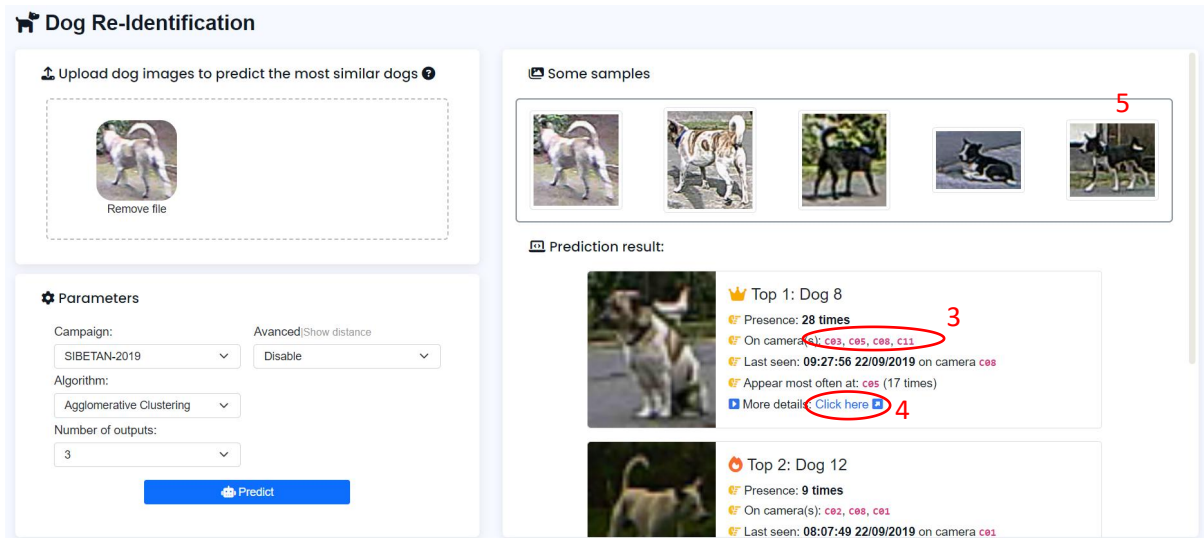 Dog Re-Identification
Upload dog images to predict the most similar dogs ?
Remove file
Parameters
Campaign:
Avanced|Show distance
SIBETAN-2019
Disable
Algorithm:
Agglomerative Clustering
Number of outputs:
3
Predict
Some samples
5
Prediction result:
Top 1: Dog 8
Presence: 28 times
3
On camera(s): c03, c05, c08, c11
Last seen: 09:27:56 22/09/2019 on camera c08
Appear most often at: c05 (17 times)
More details: Click here
4
Top 2: Dog 12
Presence: 9 times
On camera(s): c02, c08, c01
Last seen: 08:07:49 22/09/2019 on camera c01